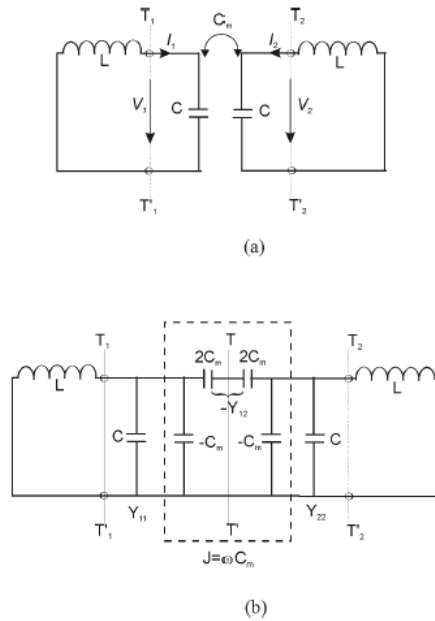 T₁ Cₘ T₂
I₁ I₂
L L
V₁ C C V₂
T'₁ T'₂
(a)
T₁ T T₂
2Cₘ 2Cₘ
L L
-Y₁₂
C -Cₘ -Cₘ C
T'₁ Y₁₁ T' Y₂₂ T'₂
J=ωCₘ
(b)